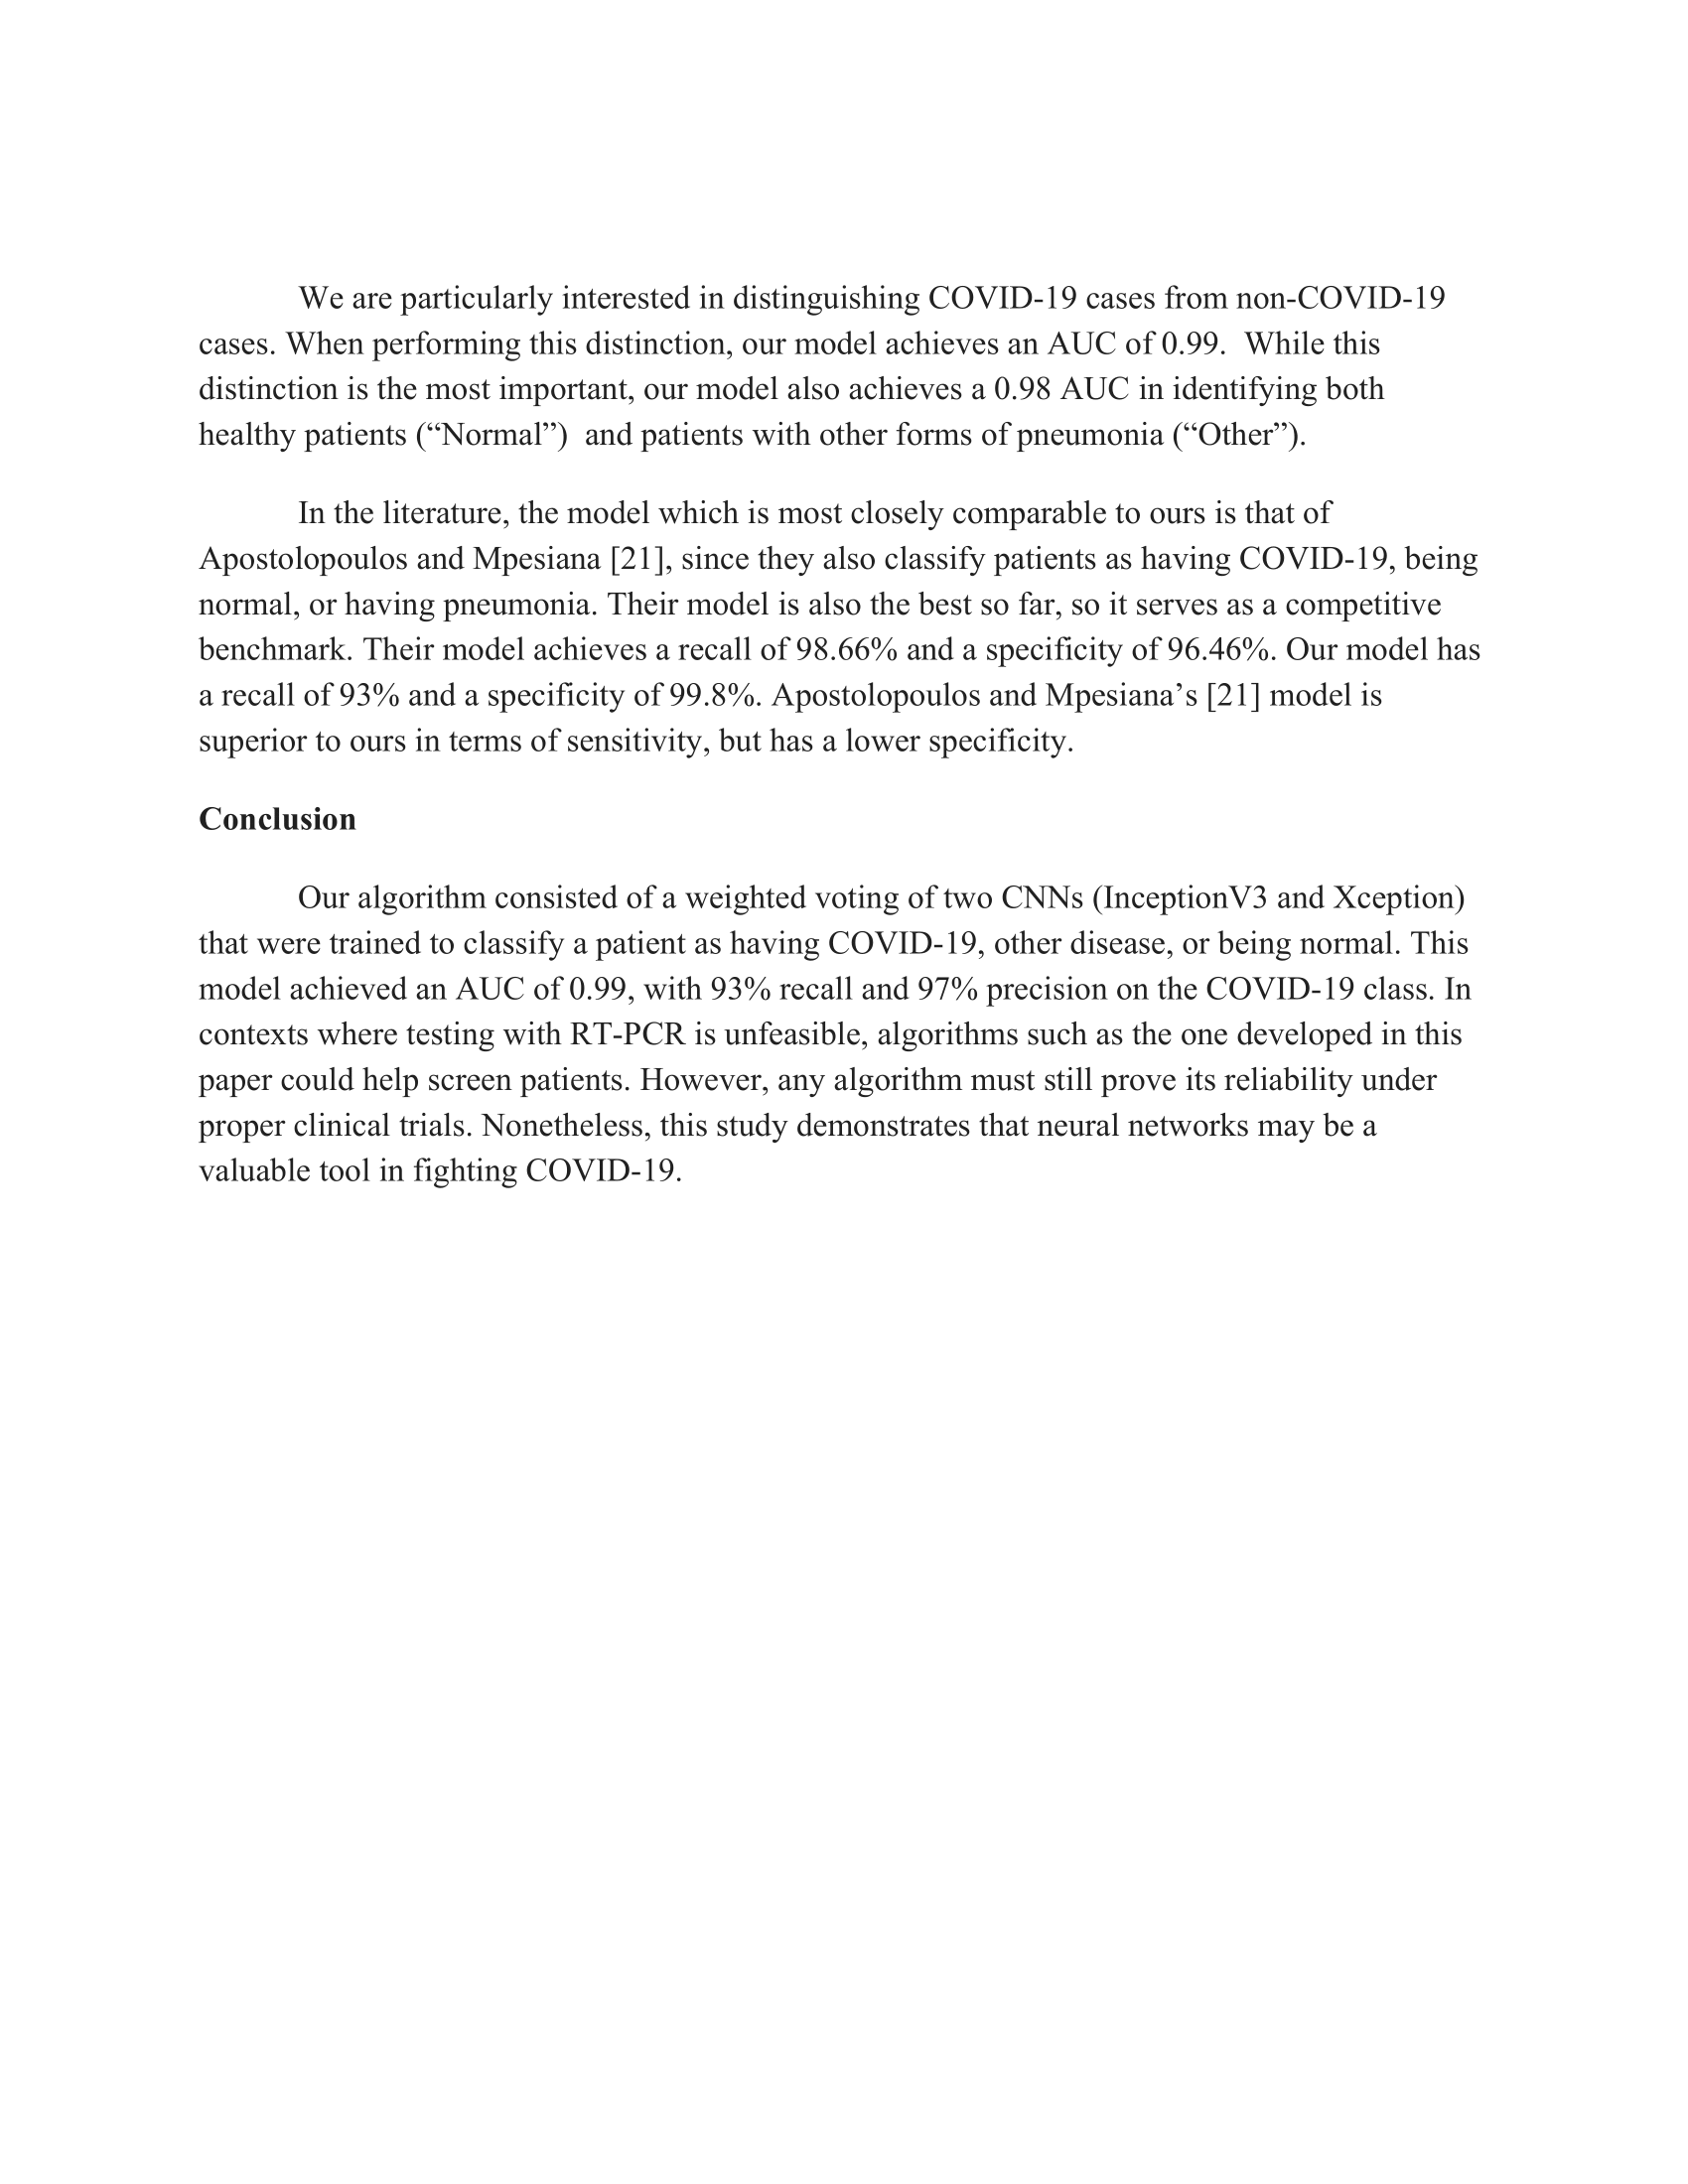 We are particularly interested in distinguishing COVID-19 cases from non-COVID-19
cases. When performing this distinction, our model achieves an AUC of 0.99.  While this
distinction is the most important, our model also achieves a 0.98 AUC in identifying both
healthy patients (“Normal”)  and patients with other forms of pneumonia (“Other”).
In the literature, the model which is most closely comparable to ours is that of
Apostolopoulos and Mpesiana [21], since they also classify patients as having COVID-19, being
normal, or having pneumonia. Their model is also the best so far, so it serves as a competitive
benchmark. Their model achieves a recall of 98.66% and a specificity of 96.46%. Our model has
a recall of 93% and a specificity of 99.8%. Apostolopoulos and Mpesiana’s [21] model is
superior to ours in terms of sensitivity, but has a lower specificity.
Conclusion
Our algorithm consisted of a weighted voting of two CNNs (InceptionV3 and Xception)
that were trained to classify a patient as having COVID-19, other disease, or being normal. This
model achieved an AUC of 0.99, with 93% recall and 97% precision on the COVID-19 class. In
contexts where testing with RT-PCR is unfeasible, algorithms such as the one developed in this
paper could help screen patients. However, any algorithm must still prove its reliability under
proper clinical trials. Nonetheless, this study demonstrates that neural networks may be a
valuable tool in fighting COVID-19.